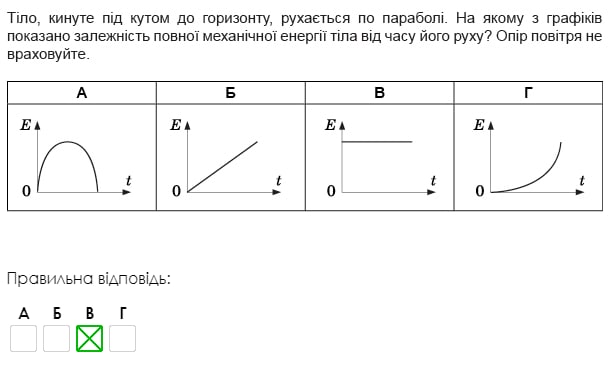 Тіло, кинуте під кутом до горизонту, рухається по параболі. На якому з графіків
показано залежність повної механічної енергії тіла від часу його руху? Опір повітря не
враховуйте.
А Б В Г
E E E E
t t t t
0 0 0 0
Правильна відповідь:
А Б В Г